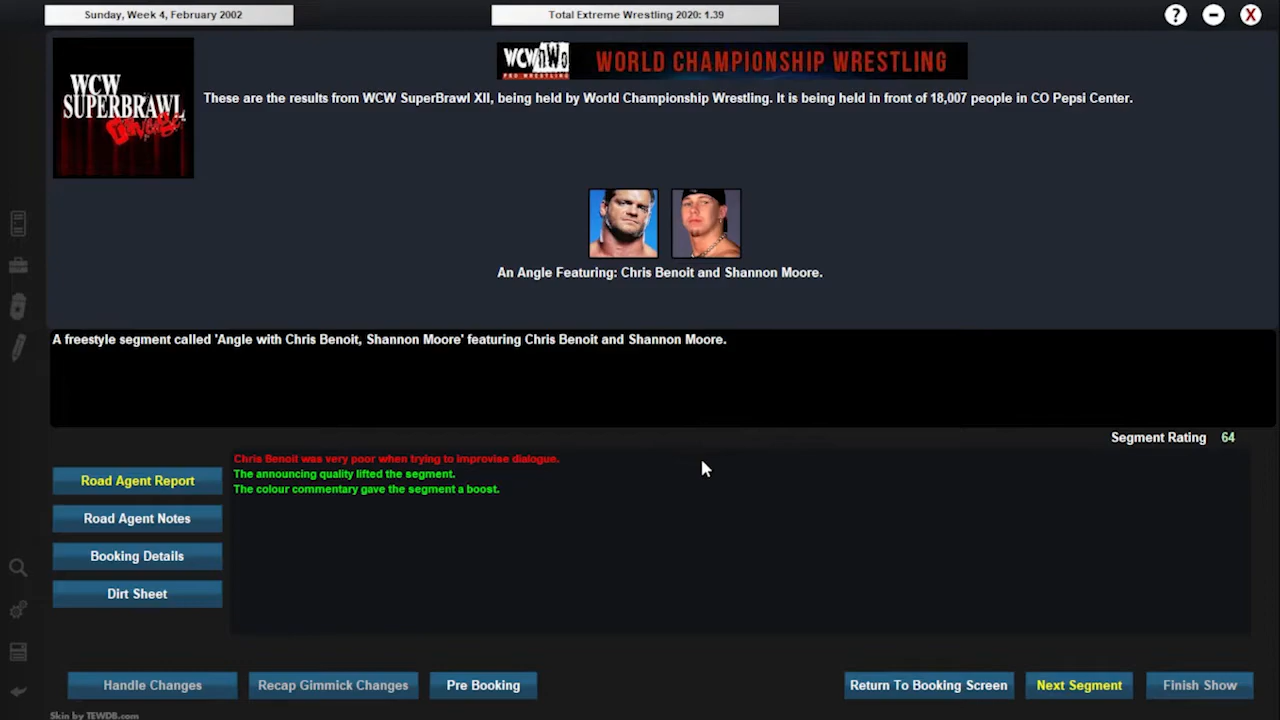 Sunday, Week 4, February 2002
Total Extreme Wrestling 2020: 1.39
?
X
WCW
SUPERBRAWL
revenge
WCW nWo
PRO WRESTLING
WORLD CHAMPIONSHIP WRESTLING
These are the results from WCW SuperBrawl XII, being held by World Championship Wrestling. It is being held in front of 18,007 people in CO Pepsi Center.
An Angle Featuring: Chris Benoit and Shannon Moore.
A freestyle segment called 'Angle with Chris Benoit, Shannon Moore' featuring Chris Benoit and Shannon Moore.
Segment Rating 64
Chris Benoit was very poor when trying to improvise dialogue.
The announcing quality lifted the segment.
The colour commentary gave the segment a boost.
Road Agent Report
Road Agent Notes
Booking Details
Dirt Sheet
Handle Changes
Recap Gimmick Changes
Pre Booking
Return To Booking Screen
Next Segment
Finish Show
Skin by TEWDB.com